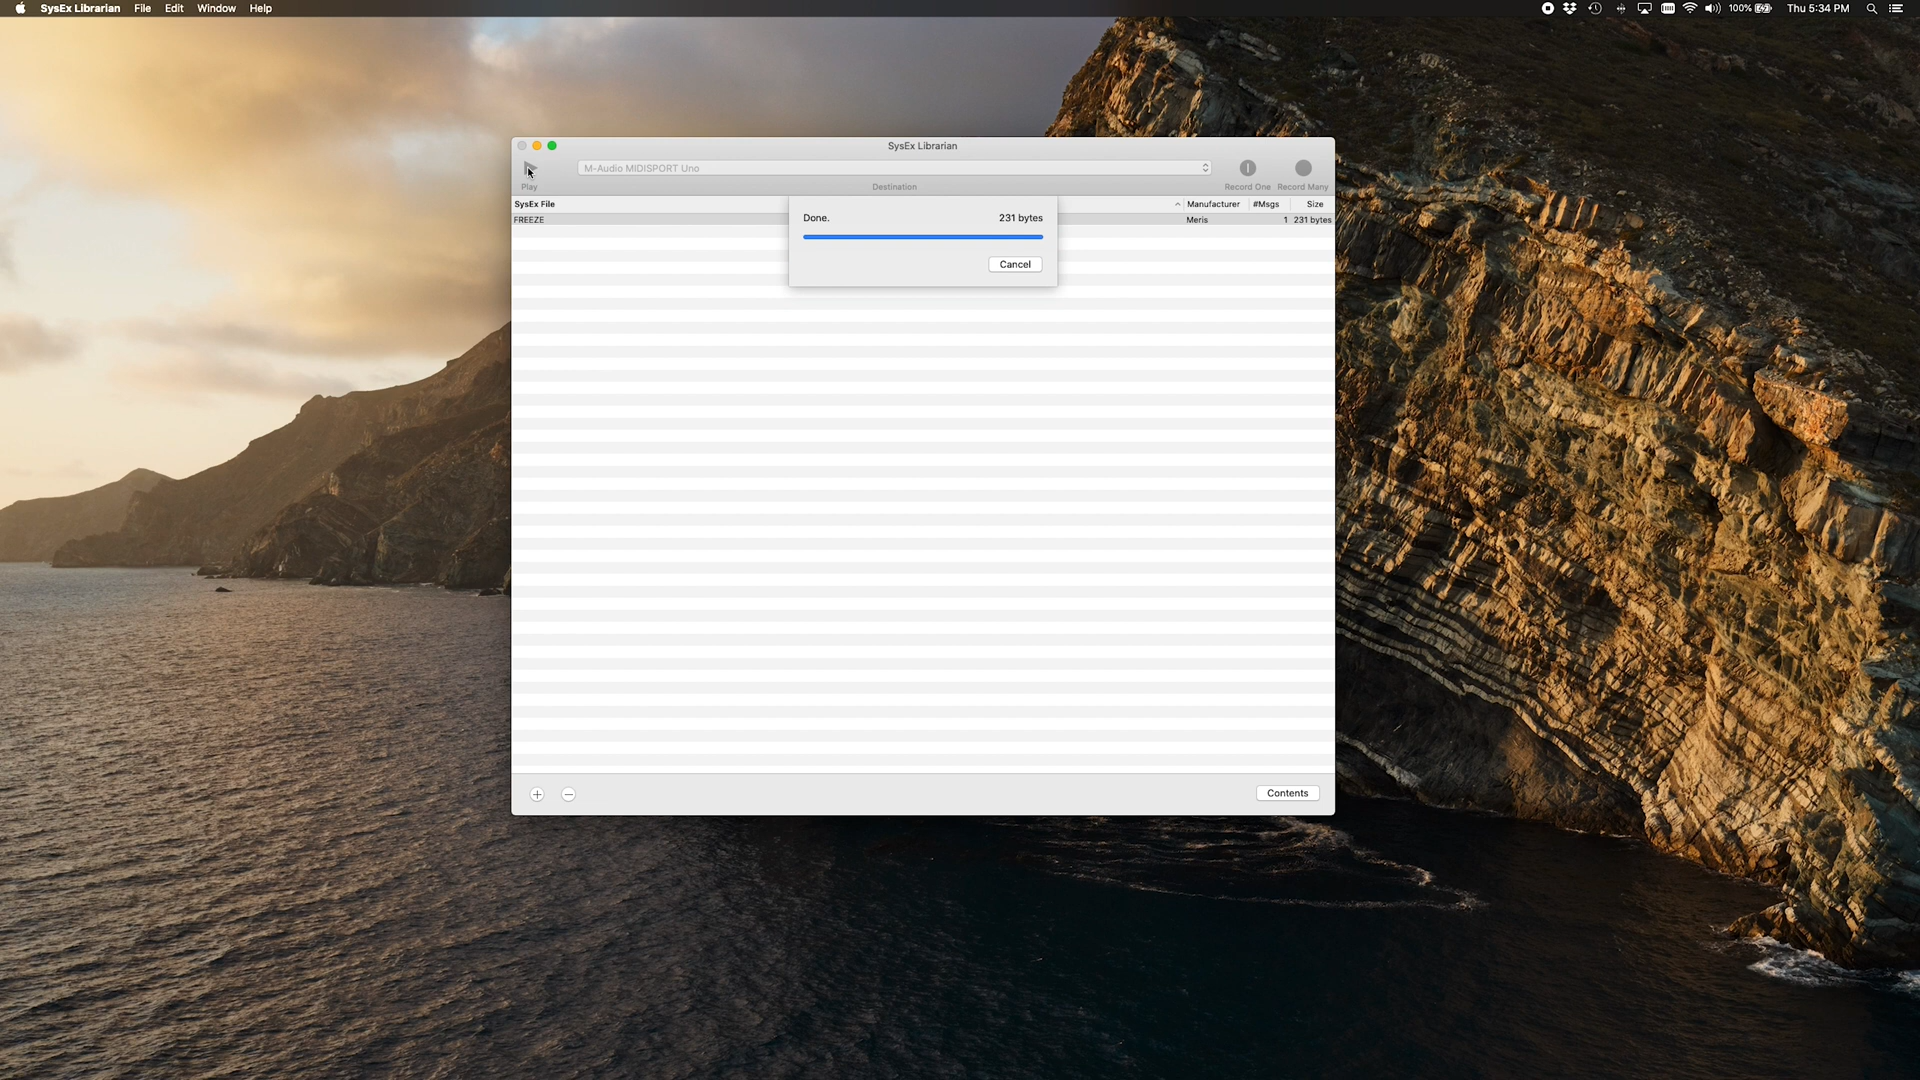 SysEx Librarian File Edit Window Help 100% Thu 5:34 PM
SysEx Librarian
M-Audio MIDISPORT Uno
Play Destination Record One Record Many
SysEx File Manufacturer #Msgs Size
FREEZE Meris 1 231 bytes
Done. 231 bytes
Cancel
Contents